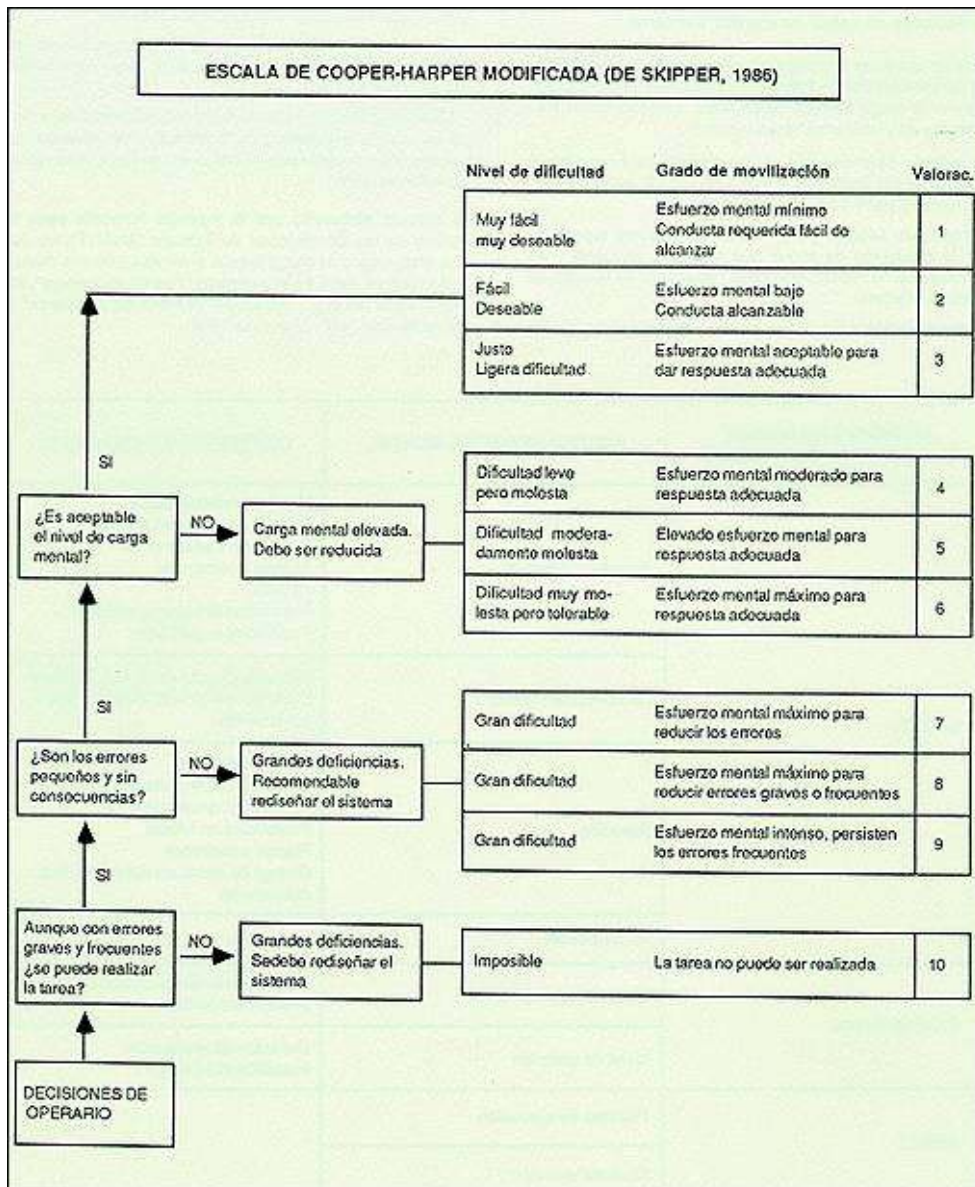 ESCALA DE COOPER-HARPER MODIFICADA (DE SKIPPER, 1986)
Nivel de dificultad Grado de movilización Valorac.
Muy fácil
muy deseable
Esfuerzo mental mínimo
Conducta requerida fácil de
alcanzar
1
Fácil
Deseable
Esfuerzo mental bajo
Conducta alcanzable
2
Justo
Ligera dificultad
Esfuerzo mental aceptable para
dar respuesta adecuada
3
SI
¿Es aceptable
el nivel de carga
mental?
NO
Carga mental elevada.
Debe ser reducida
Dificultad leve
pero molesta
Esfuerzo mental moderado para
respuesta adecuada
4
Dificultad modera-
damento molesta
Elevado esfuerzo mental para
respuesta adecuada
5
Dificultad muy mo-
lesta pero tolerable
Esfuerzo mental máximo para
respuesta adecuada
6
SI
¿Son los errores
pequeños y sin
consecuencias?
NO
Grandes deficiencias.
Recomendable
rediseñar el sistema
Gran dificultad
Esfuerzo mental máximo para
reducir los errores
7
Gran dificultad
Esfuerzo mental máximo para
reducir errores graves o frecuentes
8
Gran dificultad
Esfuerzo mental intenso, persisten
los errores frecuentes
9
SI
Aunque con errores
graves y frecuentes
¿se puede realizar
la tarea?
NO
Grandes deficiencias.
Sedebe rediseñar el
sistema
Imposible
La tarea no puede ser realizada
10
DECISIONES DE
OPERARIO